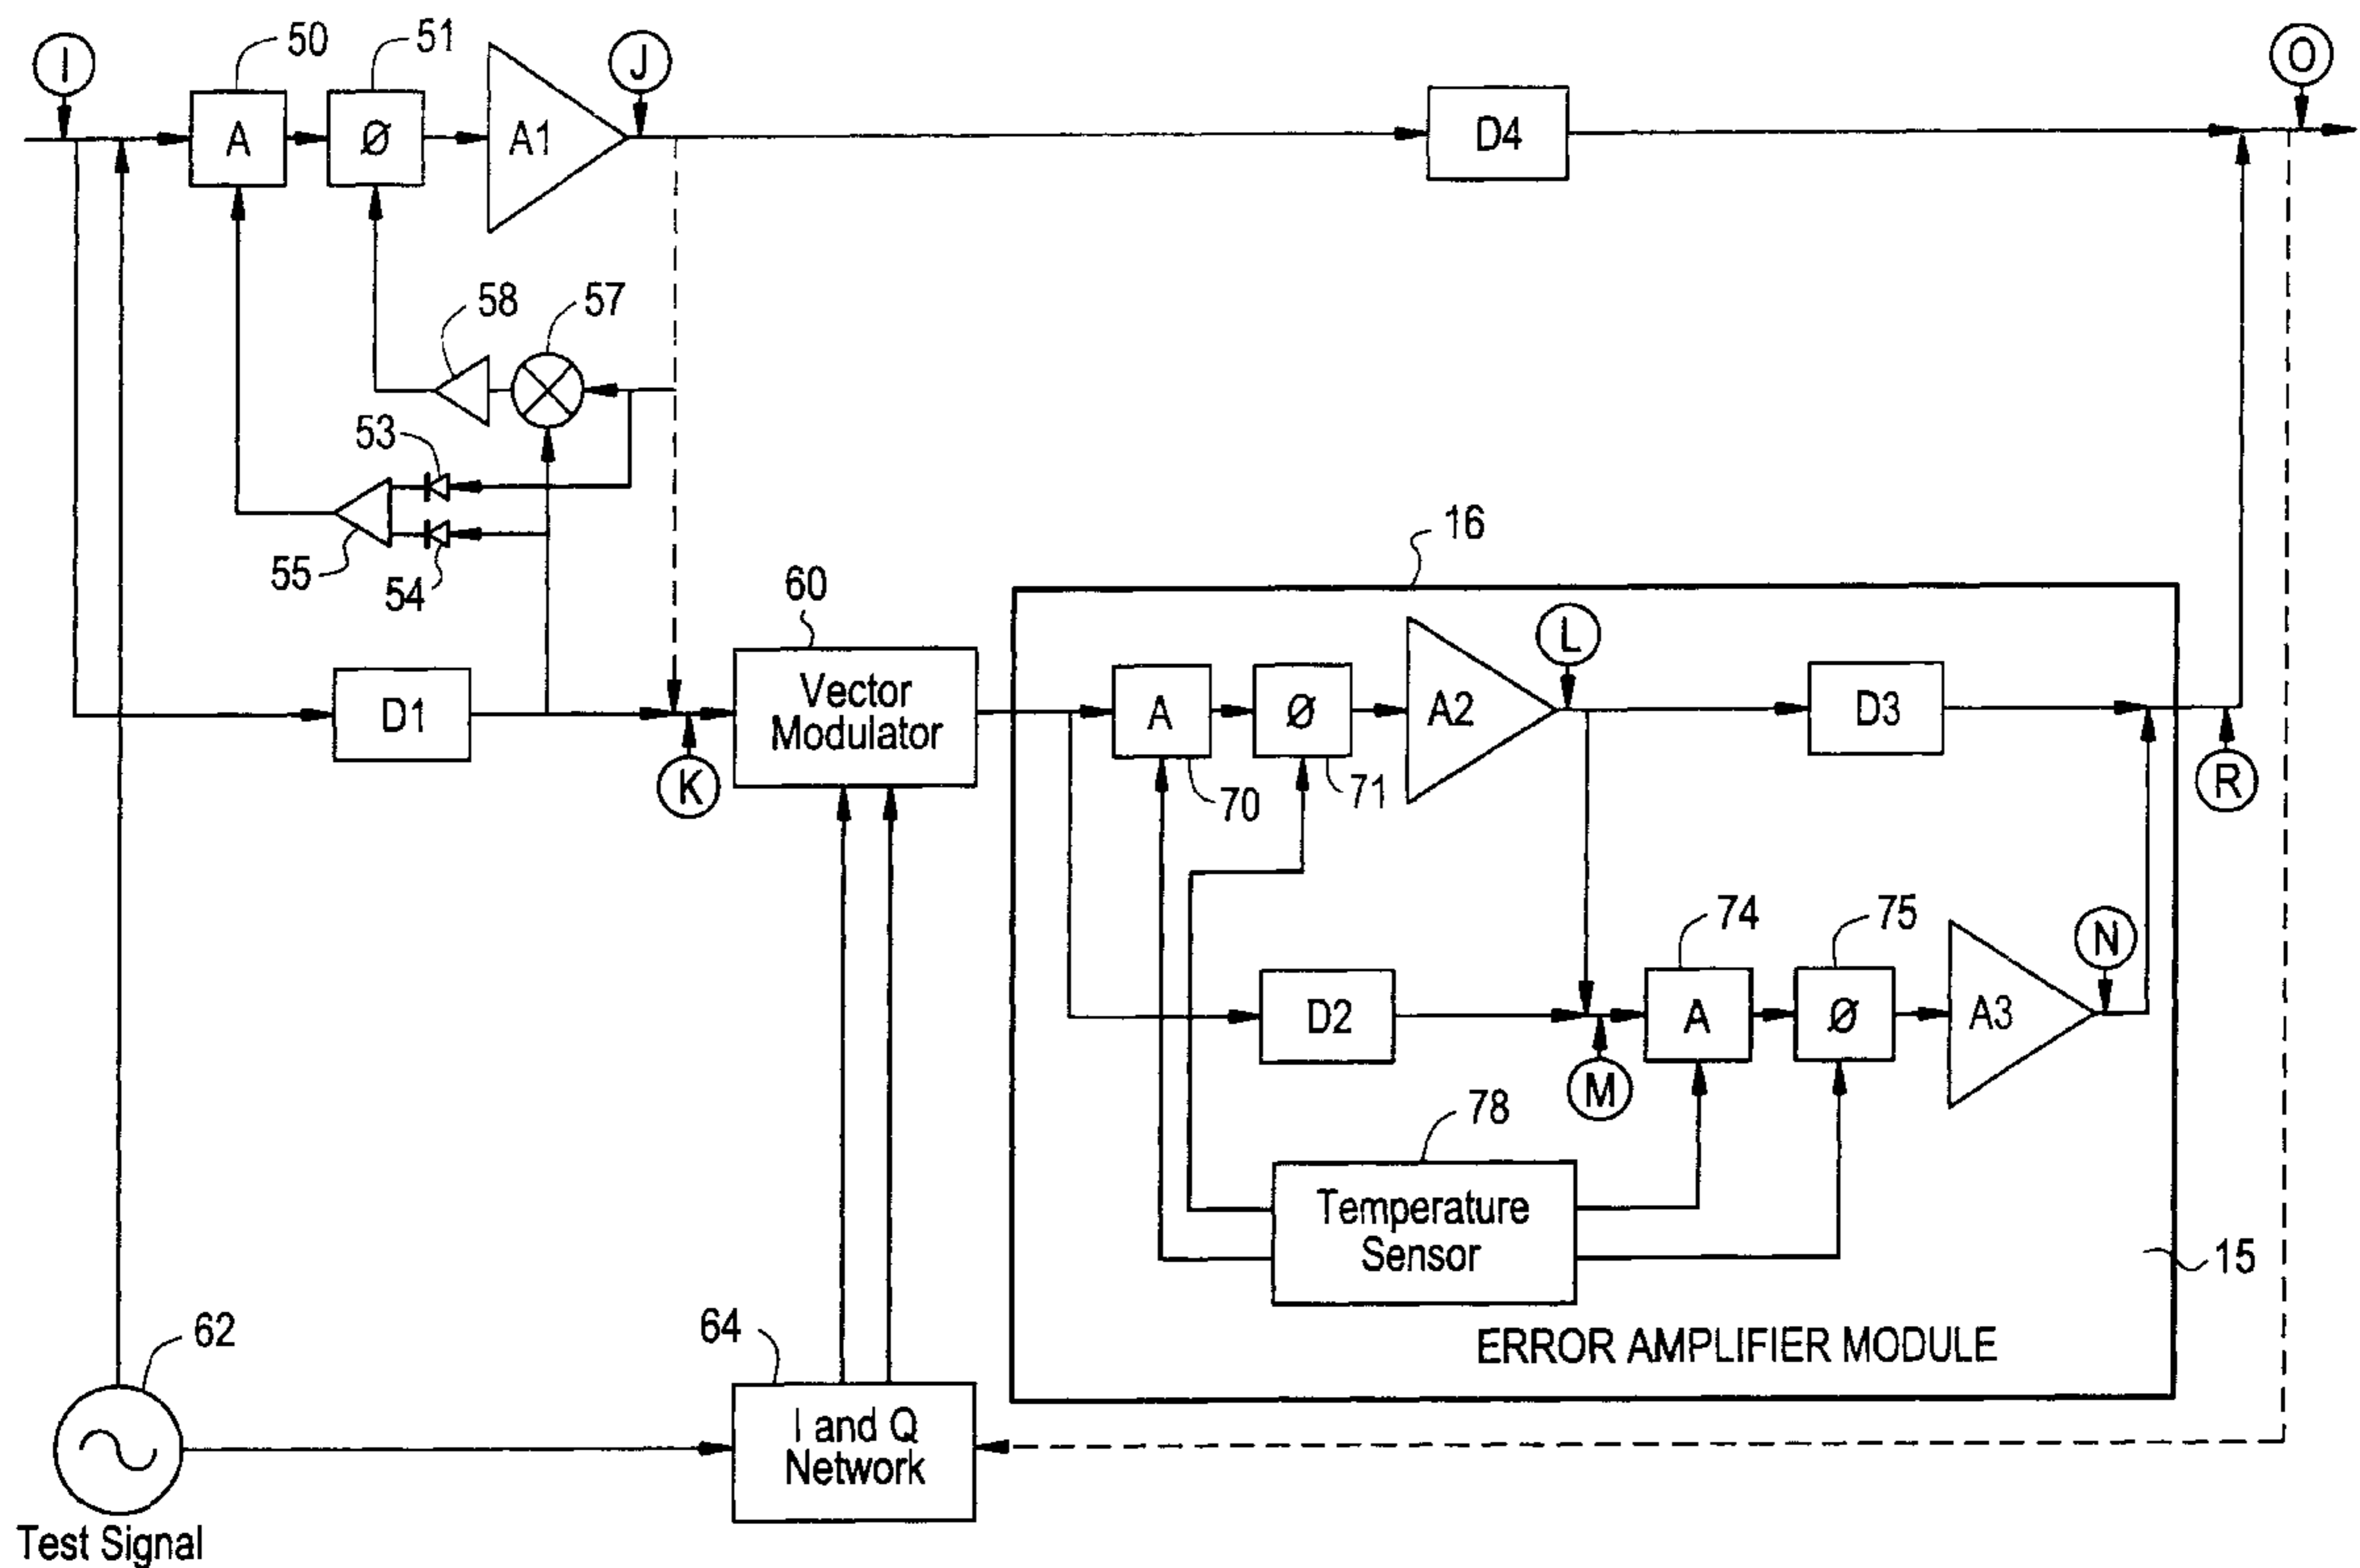 I
50
51
J
O
A
Ø
A1
D4
58
57
53
55
54
16
60
L
Vector
Modulator
D1
K
A
Ø
A2
D3
70
71
R
74
75
N
D2
A
Ø
A3
M
78
Temperature
Sensor
15
62
64
ERROR AMPLIFIER MODULE
I and Q
Network
Test Signal